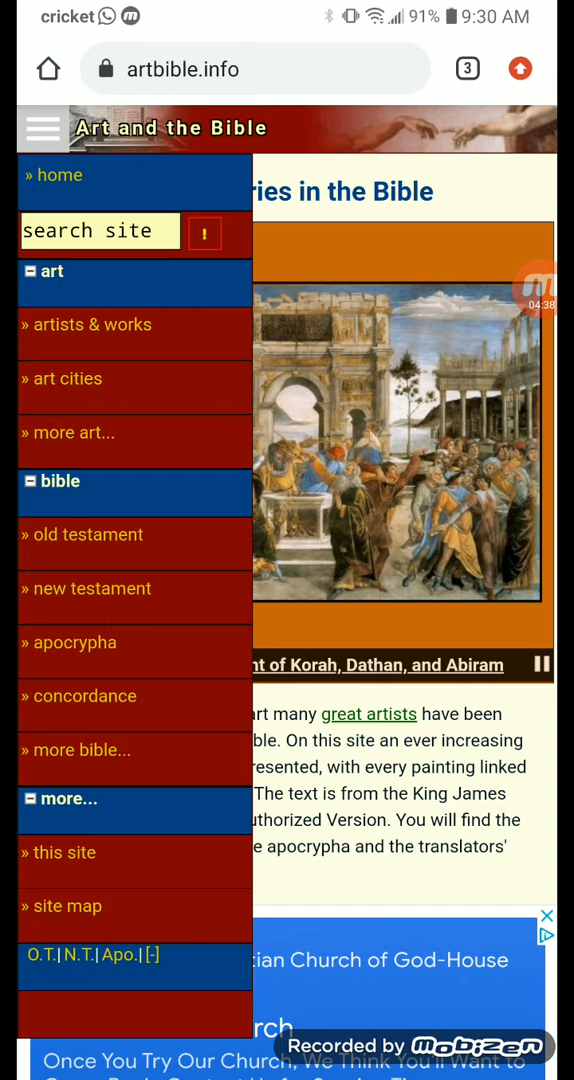 cricket 91% 9:30 AM
artbible.info 3
Art and the Bible
» home
ries in the Bible
search site !
art
04:38
» artists & works
» art cities
» more art...
bible
» old testament
» new testament
» apocrypha
nt of Korah, Dathan, and Abiram
» concordance
art many great artists have been
» more bible...
ble. On this site an ever increasing
resented, with every painting linked
more...
The text is from the King James
uthorized Version. You will find the
» this site
e apocrypha and the translators'
» site map
O.T.| N.T.| Apo.| [-]
tian Church of God-House
rch
Recorded by mobizen
Once You Try Our Church, We Think You'll Want to